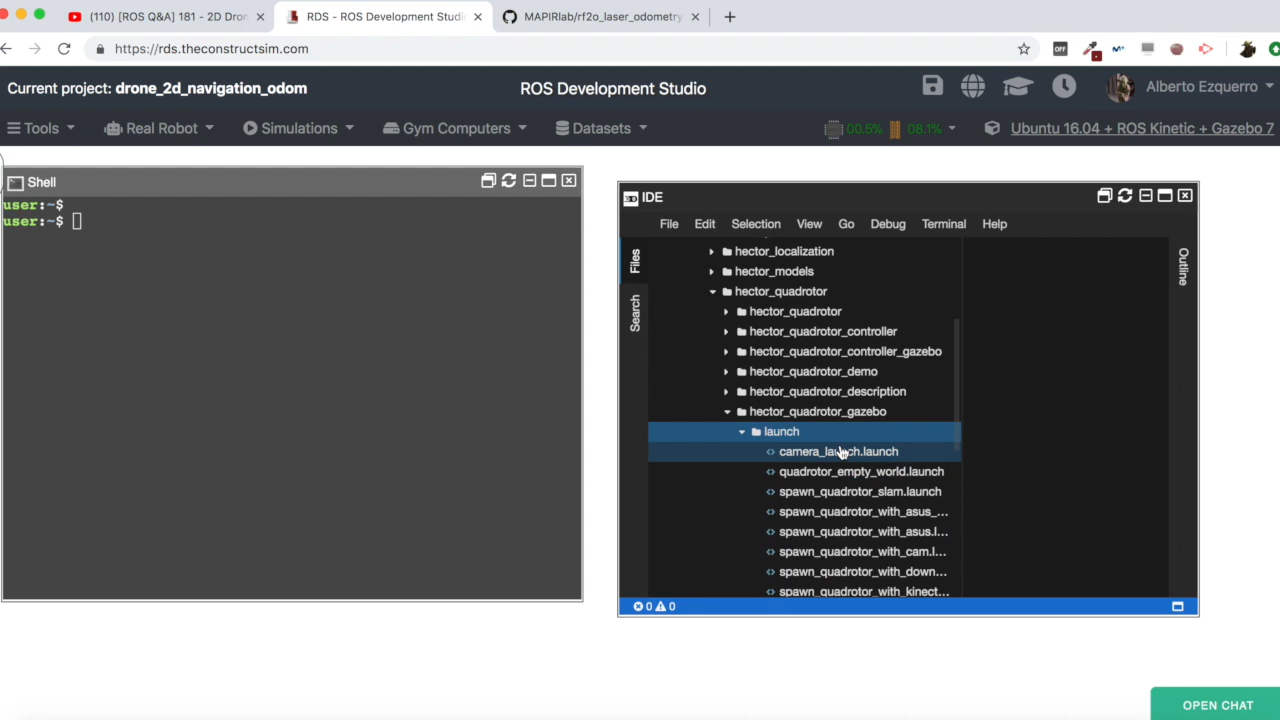 (110) [ROS Q&A] 181 - 2D Dron
RDS - ROS Development Studi
MAPIRlab/rf2o_laser_odometry
https://rds.theconstructsim.com
OFF
Current project: drone_2d_navigation_odom
ROS Development Studio
Alberto Ezquerro
Tools
Real Robot
Simulations
Gym Computers
Datasets
00.5%
08.1%
Ubuntu 16.04 + ROS Kinetic + Gazebo 7
Shell
user:~$
user:~$
IDE
File Edit Selection View Go Debug Terminal Help
Files
Search
Outline
hector_localization
hector_models
hector_quadrotor
hector_quadrotor
hector_quadrotor_controller
hector_quadrotor_controller_gazebo
hector_quadrotor_demo
hector_quadrotor_description
hector_quadrotor_gazebo
launch
camera_launch.launch
quadrotor_empty_world.launch
spawn_quadrotor_slam.launch
spawn_quadrotor_with_asus_...
spawn_quadrotor_with_asus.l...
spawn_quadrotor_with_cam.l...
spawn_quadrotor_with_down...
spawn_quadrotor_with_kinect...
0 0
OPEN CHAT